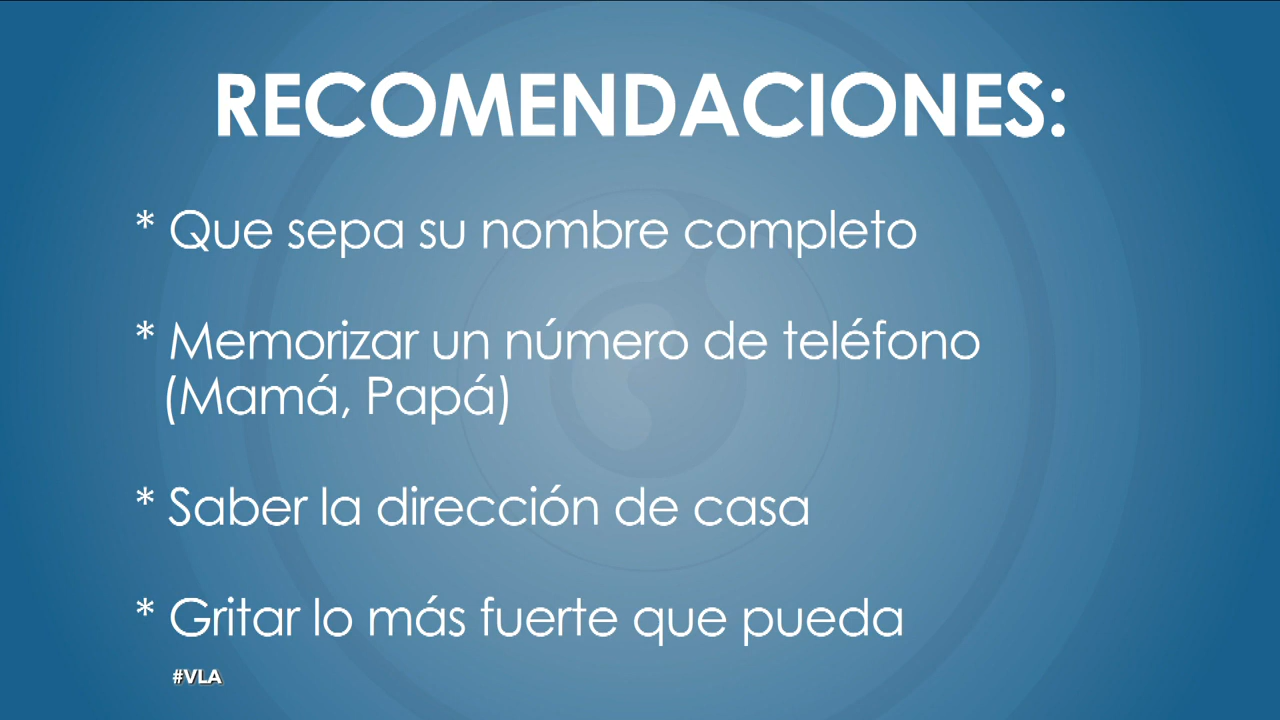 RECOMENDACIONES:
* Que sepa su nombre completo
* Memorizar un número de teléfono
(Mamá, Papá)
* Saber la dirección de casa
* Gritar lo más fuerte que pueda
#VLA